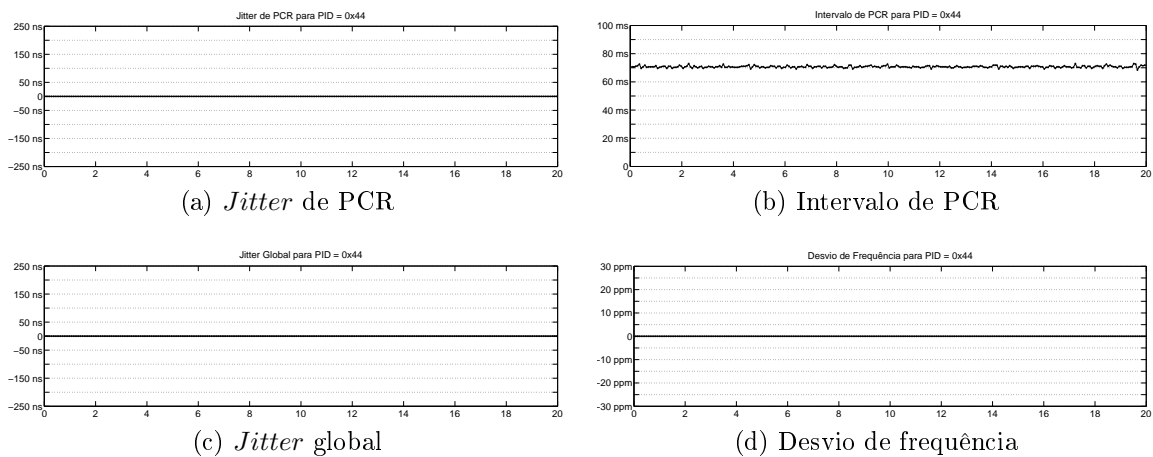 Jitter de PCR para PID = 0x44
250 ns
150 ns
50 ns
0
−50 ns
−150 ns
−250 ns
0 2 4 6 8 10 12 14 16 18 20
(a) Jitter de PCR
Intervalo de PCR para PID = 0x44
100 ms
80 ms
60 ms
40 ms
20 ms
0
0 2 4 6 8 10 12 14 16 18 20
(b) Intervalo de PCR
Jitter Global para PID = 0x44
250 ns
150 ns
50 ns
0
−50 ns
−150 ns
−250 ns
0 2 4 6 8 10 12 14 16 18 20
(c) Jitter global
Desvio de Frequência para PID = 0x44
30 ppm
20 ppm
10 ppm
0
-10 ppm
-20 ppm
-30 ppm
0 2 4 6 8 10 12 14 16 18 20
(d) Desvio de frequência